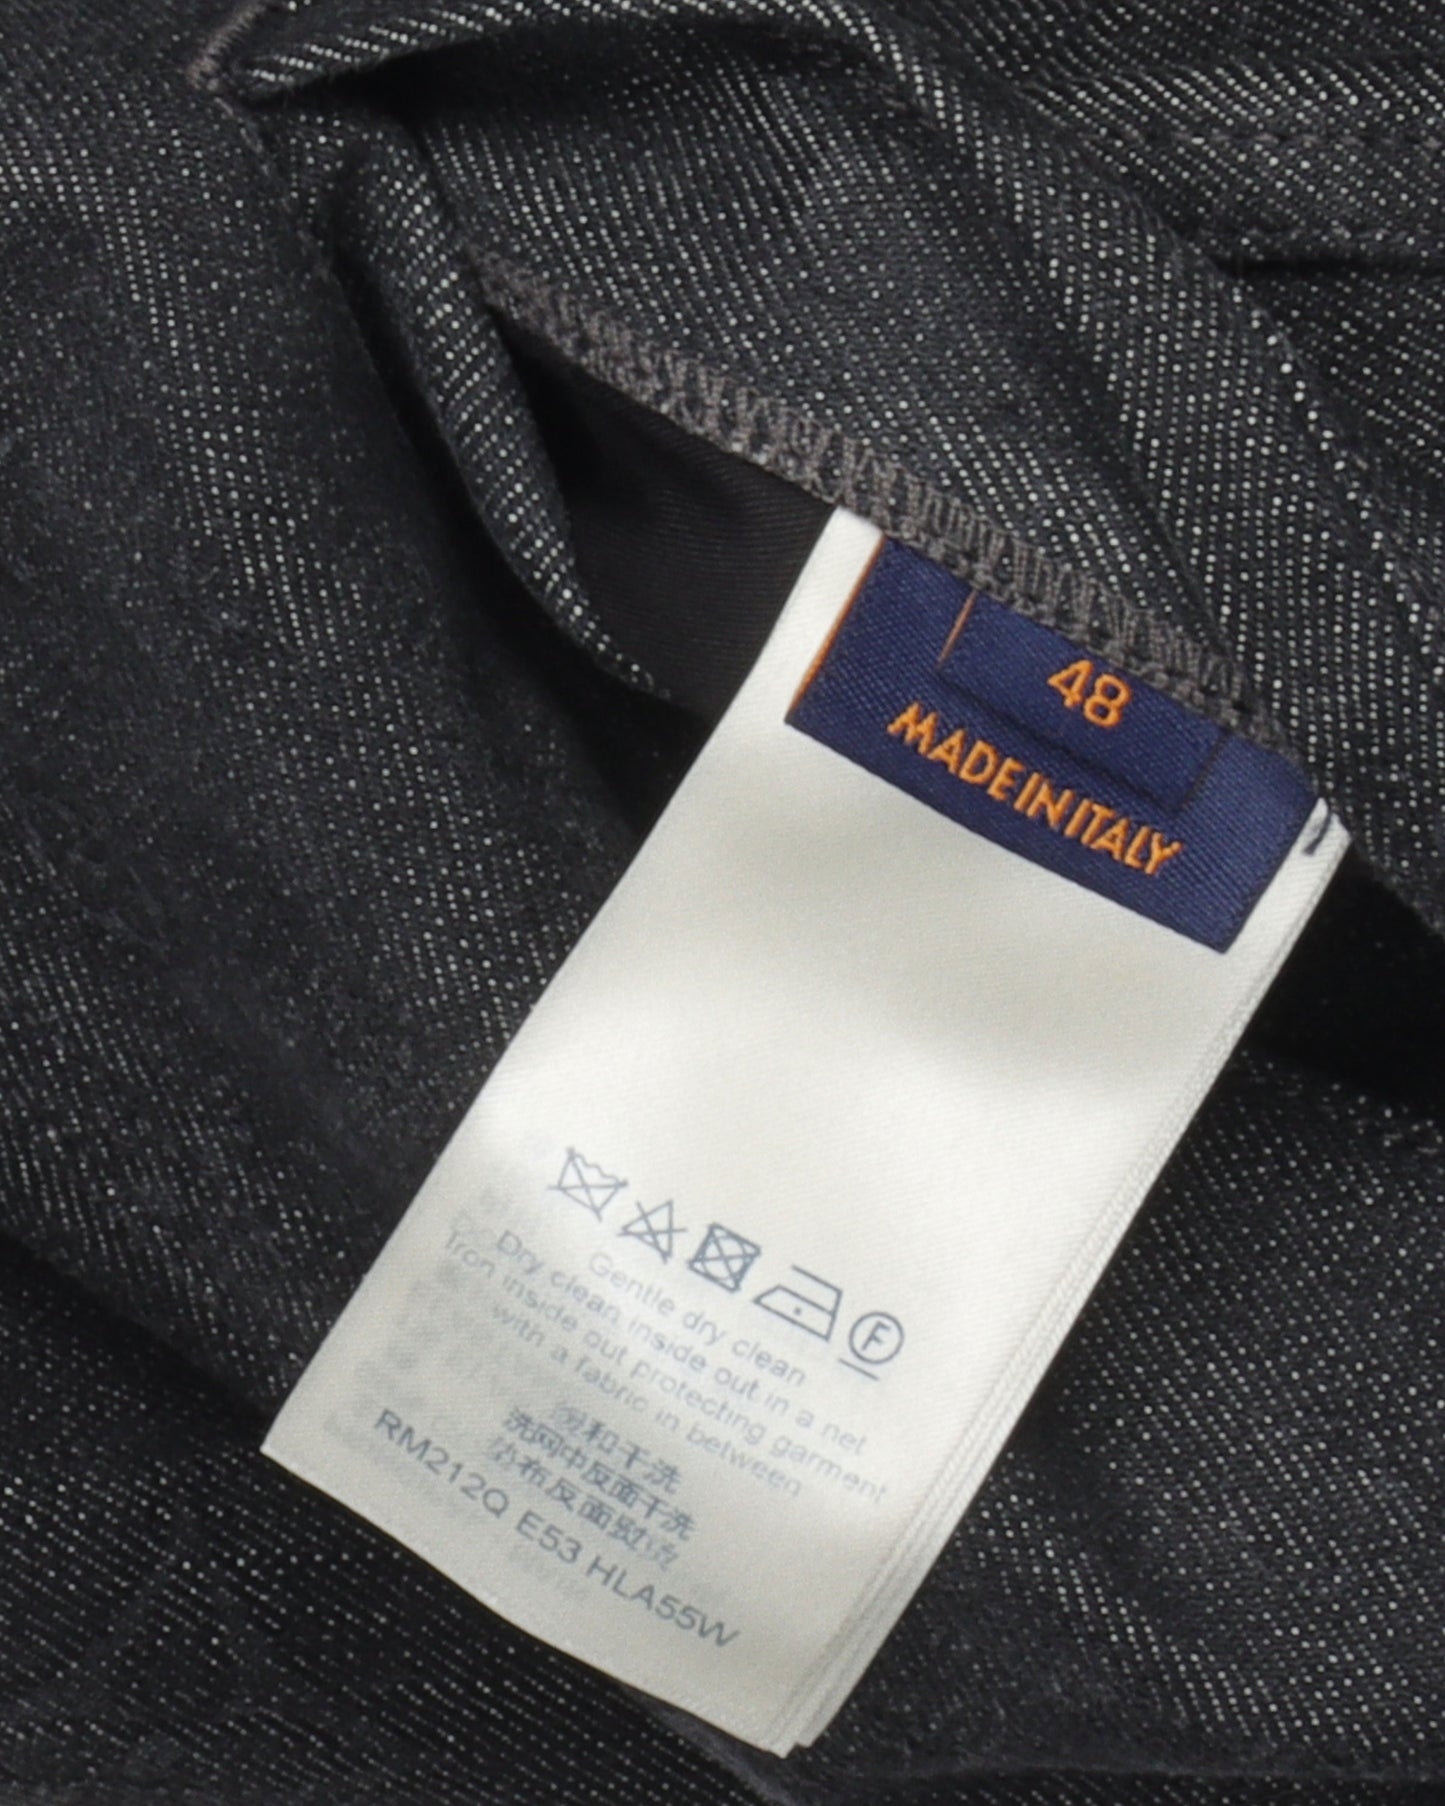 48
MADE IN ITALY
F
Gentle dry clean
Dry clean inside out in a net
Iron inside out protecting garment
with a fabric in between
温和干洗
洗网中反面干洗
垫布反面熨烫
RM212Q E53 HLA55W